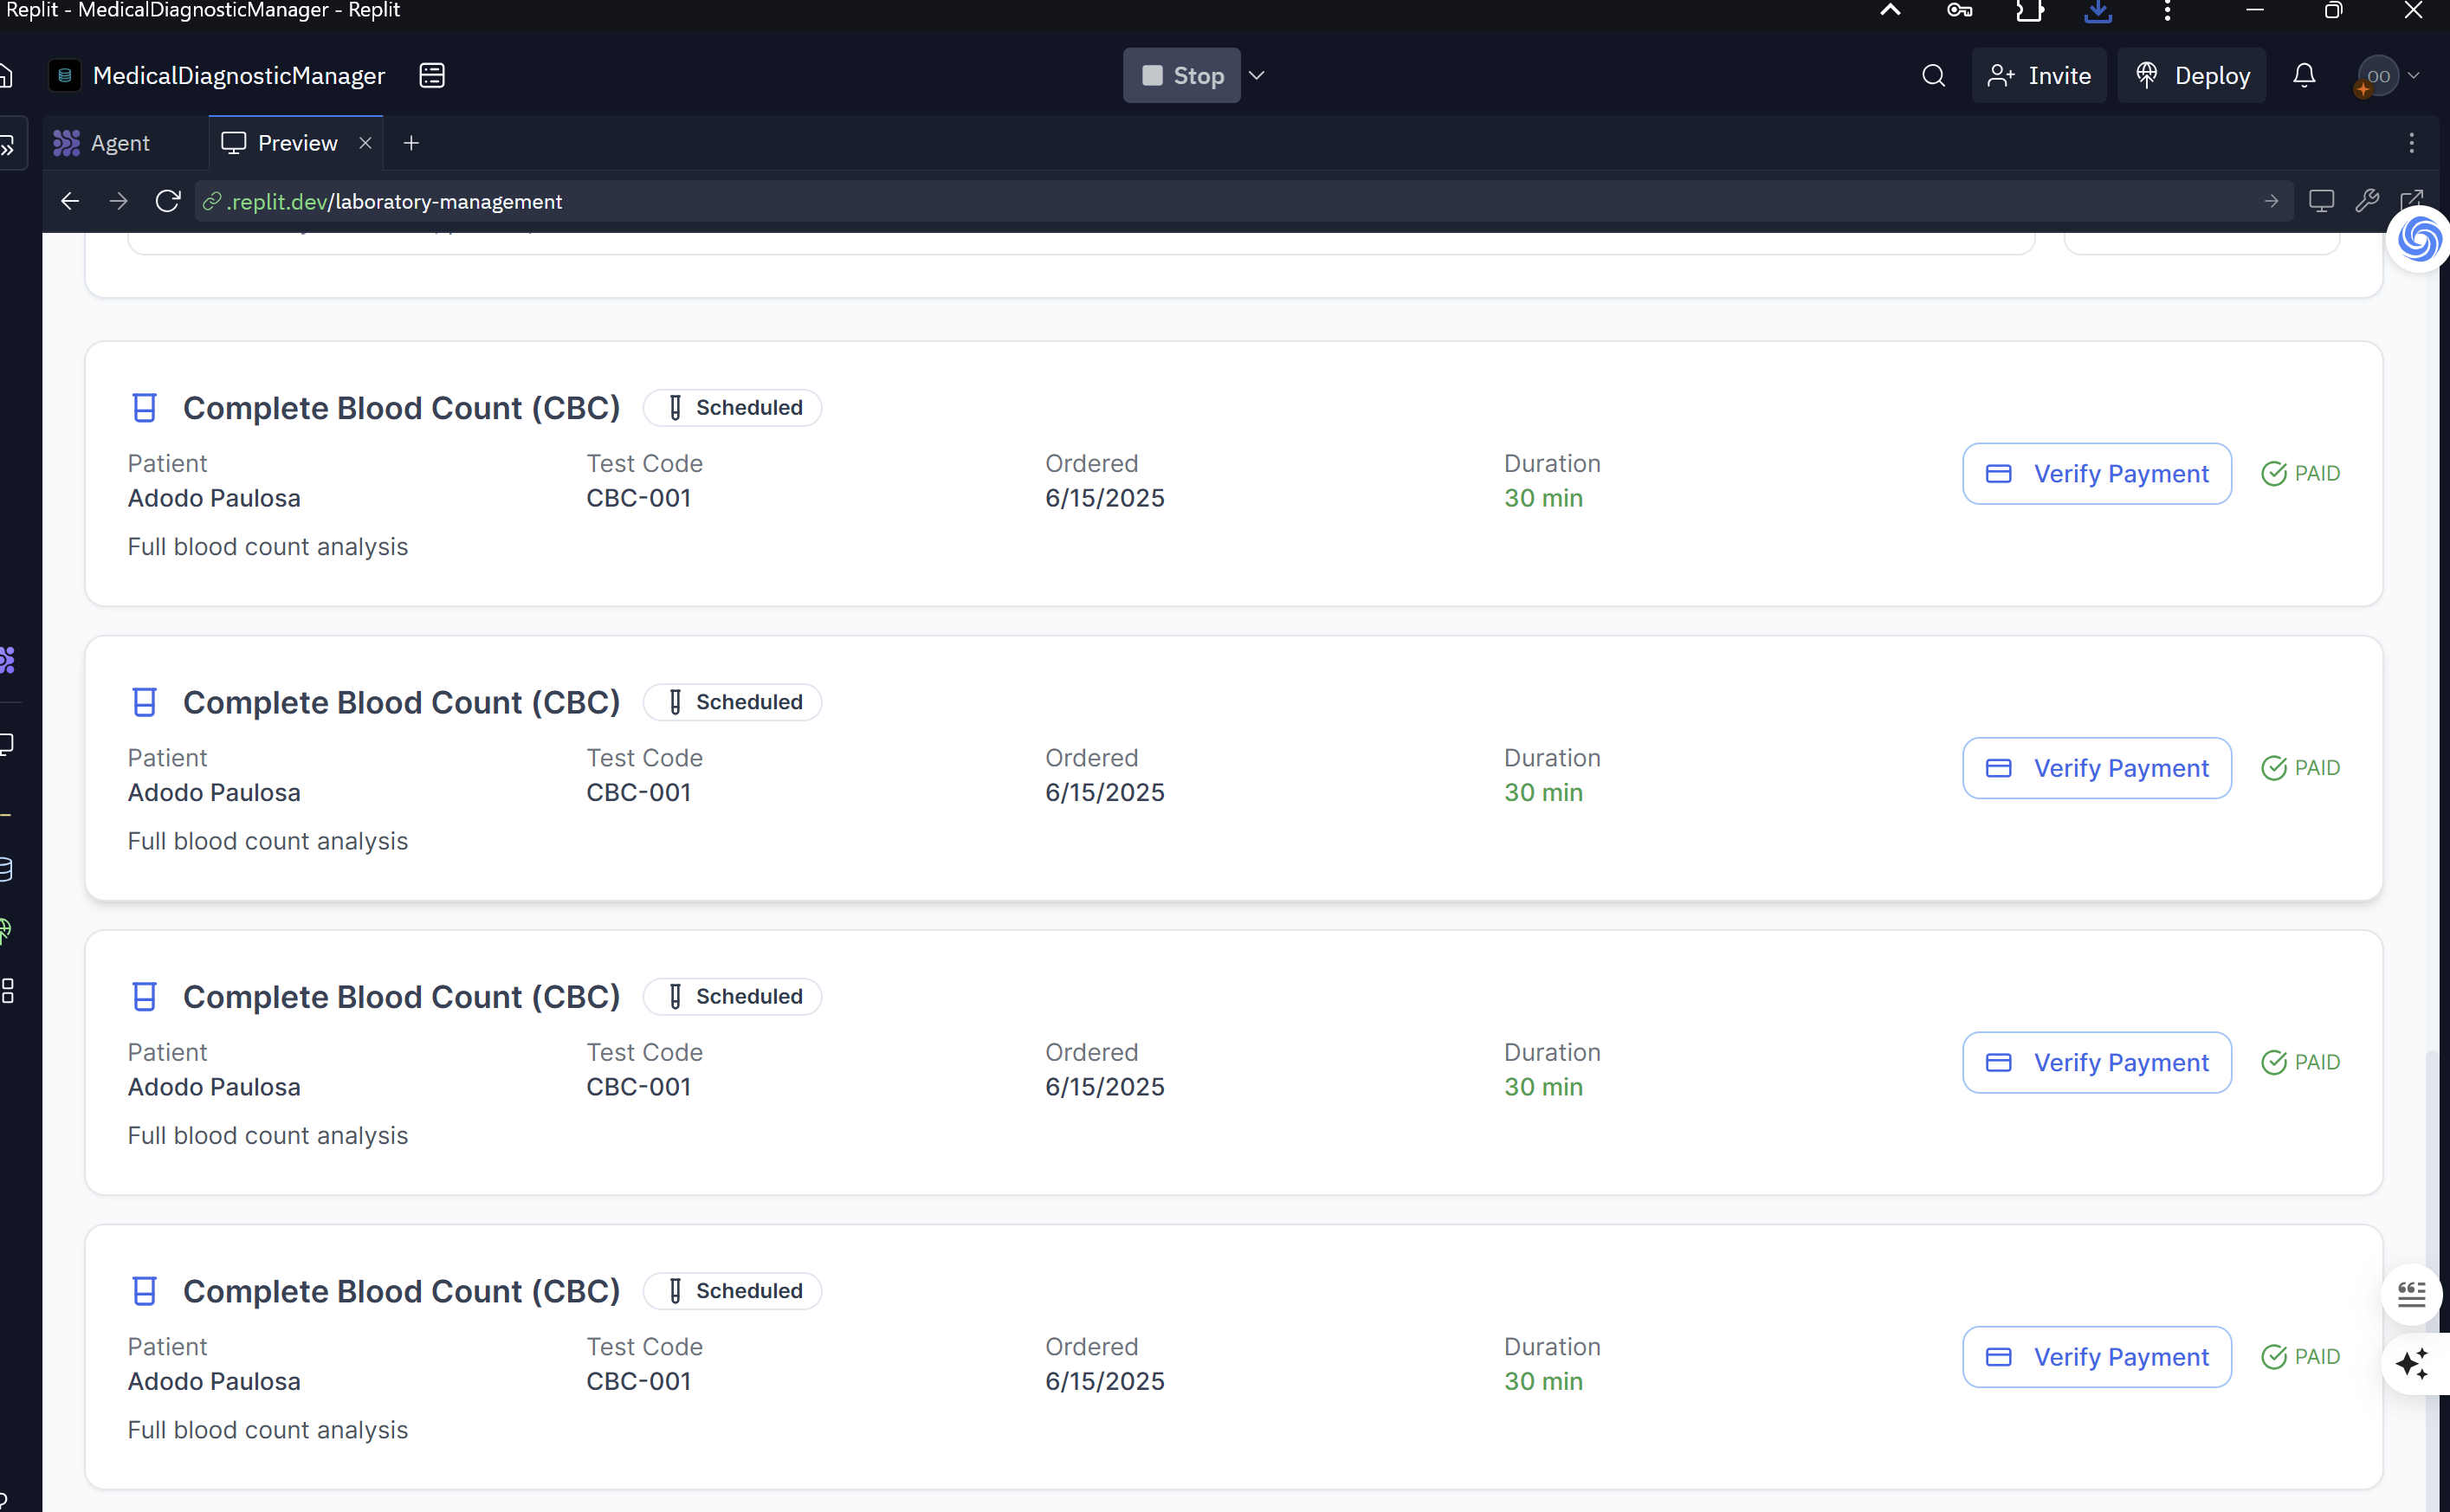 Replit - MedicalDiagnosticManager - Replit
MedicalDiagnosticManager
Stop
Invite
Deploy
OO
Agent
Preview
.replit.dev/laboratory-management
Complete Blood Count (CBC) Scheduled
Patient Test Code Ordered Duration
Verify Payment PAID
Adodo Paulosa CBC-001 6/15/2025 30 min
Full blood count analysis
Complete Blood Count (CBC) Scheduled
Patient Test Code Ordered Duration
Verify Payment PAID
Adodo Paulosa CBC-001 6/15/2025 30 min
Full blood count analysis
Complete Blood Count (CBC) Scheduled
Patient Test Code Ordered Duration
Verify Payment PAID
Adodo Paulosa CBC-001 6/15/2025 30 min
Full blood count analysis
Complete Blood Count (CBC) Scheduled
Patient Test Code Ordered Duration
Verify Payment PAID
Adodo Paulosa CBC-001 6/15/2025 30 min
Full blood count analysis